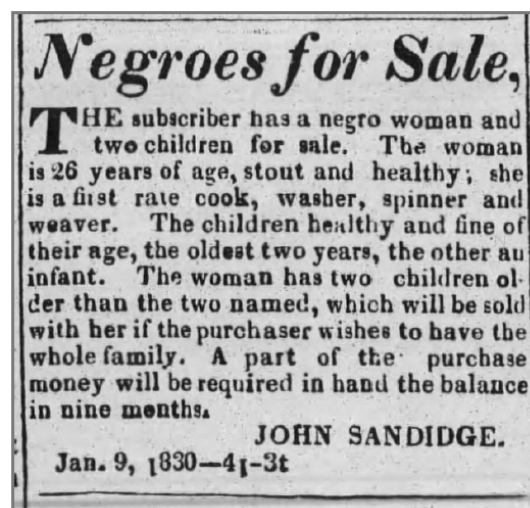 Negroes for Sale,
THE subscriber has a negro woman and
two children for sale. The woman
is 26 years of age, stout and healthy; she
is a first rate cook, washer, spinner and
weaver. The children healthy and fine of
their age, the oldest two years, the other an
infant. The woman has two children ol-
der than the two named, which will be sold
with her if the purchaser wishes to have the
whole family. A part of the purchase
money will be required in hand the balance
in nine months.
JOHN SANDIDGE.
Jan. 9, 1830—41-3t